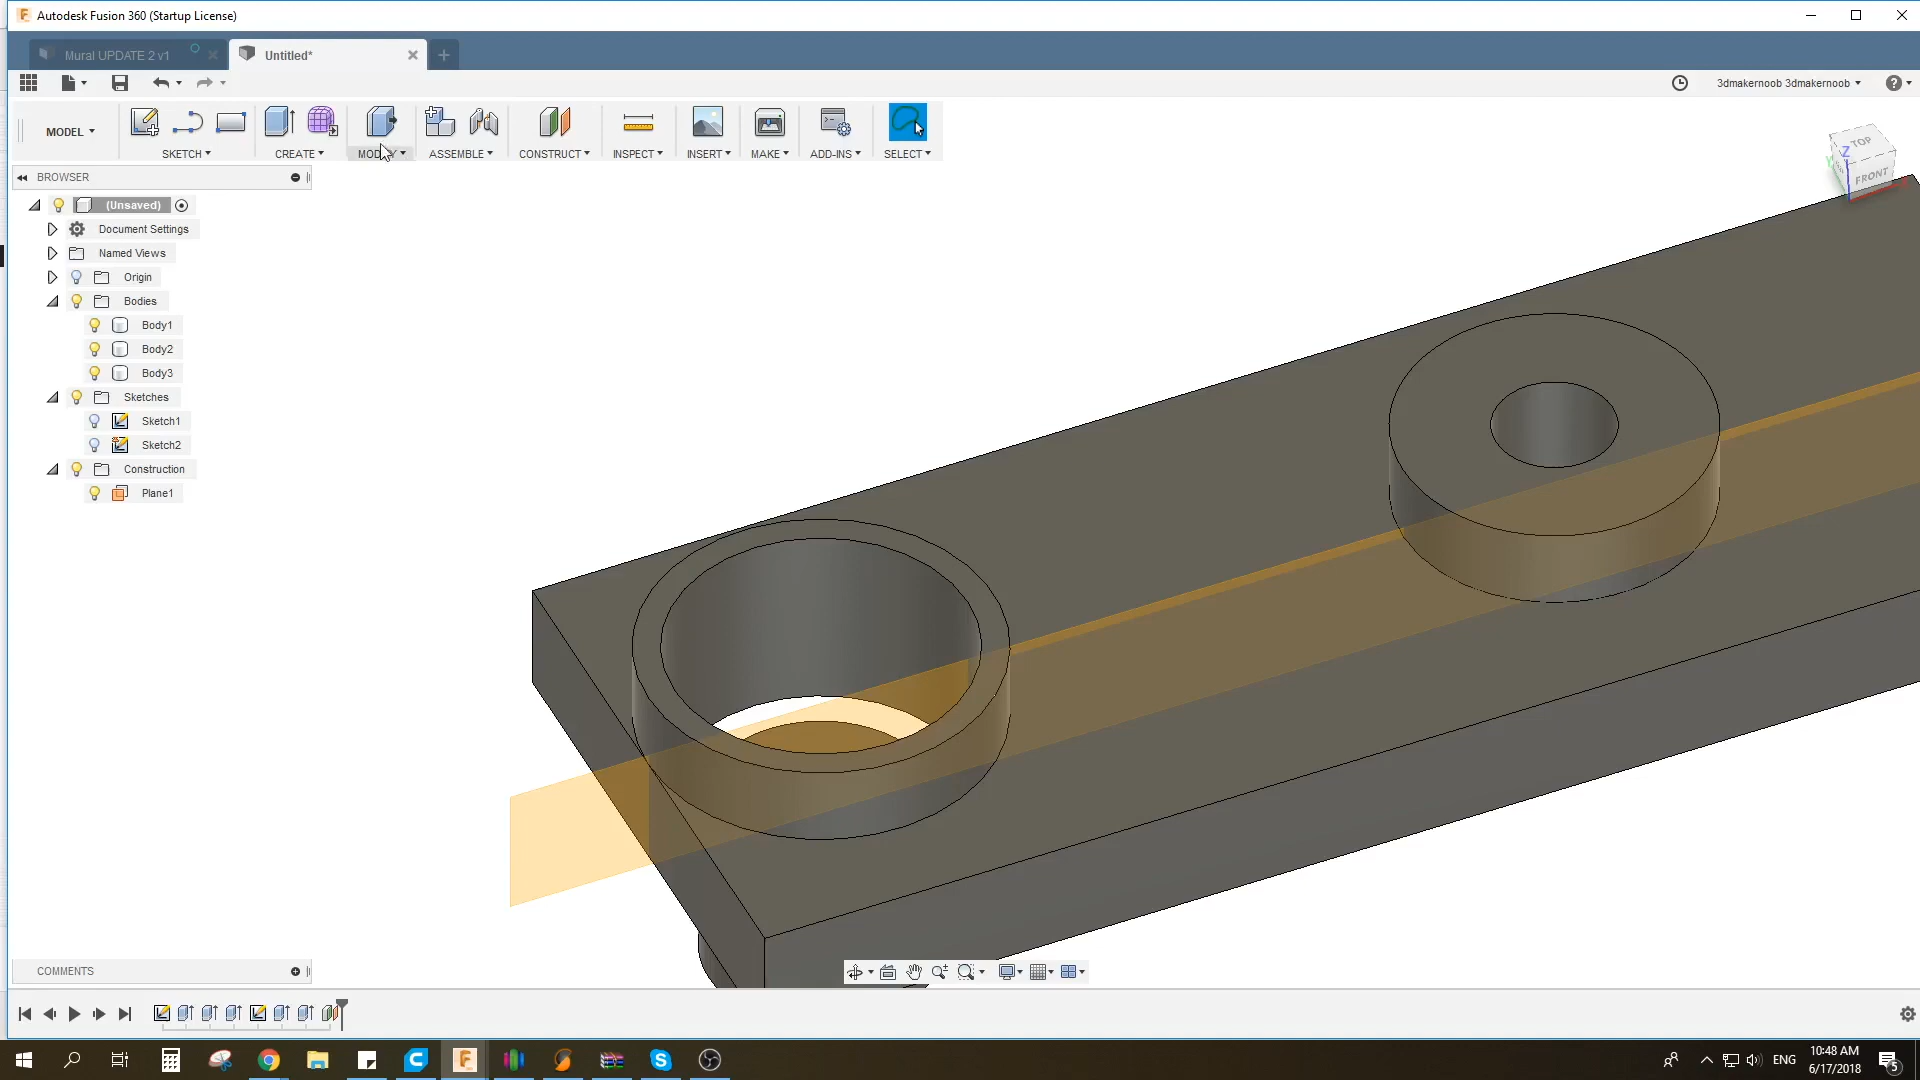 Autodesk Fusion 360 (Startup License)
Mural UPDATE 2 v1
Untitled*
3dmakernoob 3dmakernoob
MODEL
SKETCH
CREATE
ASSEMBLE
CONSTRUCT
INSPECT
INSERT
MAKE
ADD-INS
SELECT
TOP
FRONT
Z
BROWSER
(Unsaved)
Document Settings
Named Views
Origin
Bodies
Body1
Body2
Body3
Sketches
Sketch1
Sketch2
Construction
Plane1
COMMENTS
ENG
10:48 AM
6/17/2018
5